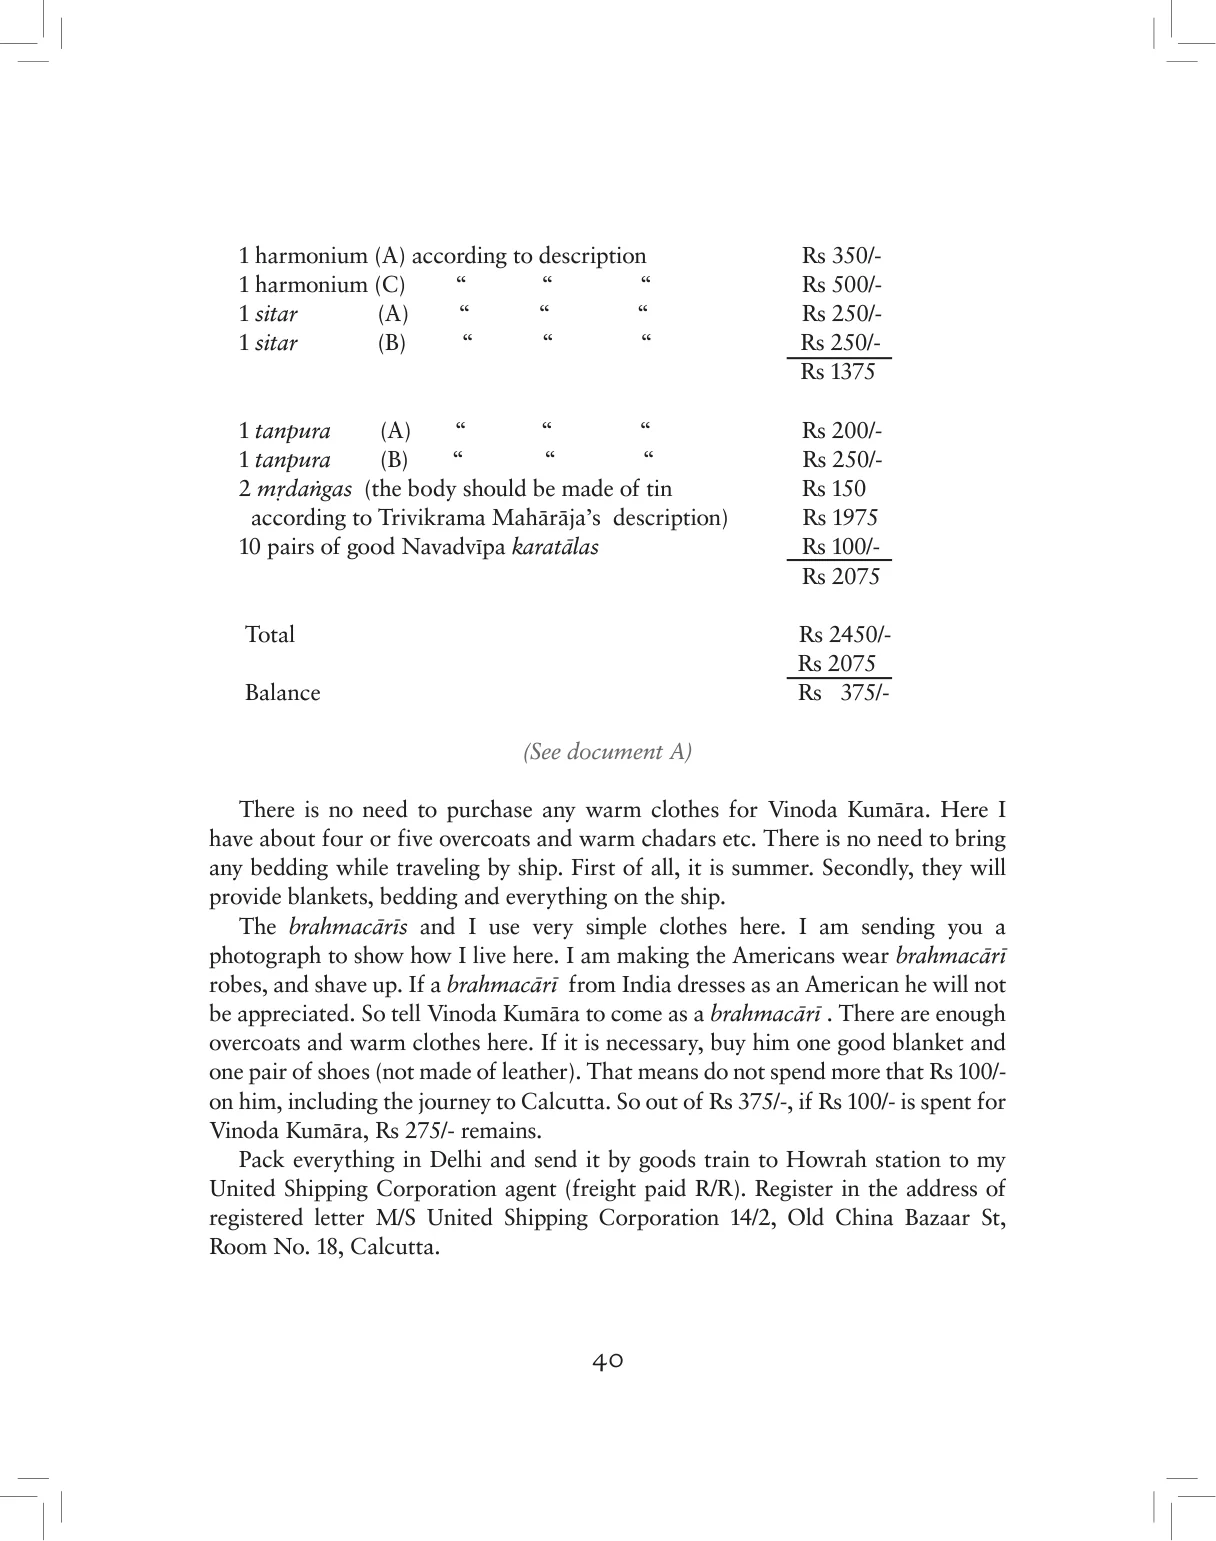 1 harmonium (A) according to description Rs 350/-
1 harmonium (C) “ “ “ Rs 500/-
1 sitar (A) “ “ “ Rs 250/-
1 sitar (B) “ “ “ Rs 250/-
Rs 1375
1 tanpura (A) “ “ “ Rs 200/-
1 tanpura (B) “ “ “ Rs 250/-
2 mṛdaṅgas (the body should be made of tin Rs 150
according to Trivikrama Mahārāja’s description) Rs 1975
10 pairs of good Navadvīpa karatālas Rs 100/-
Rs 2075
Total Rs 2450/-
Rs 2075
Balance Rs 375/-
(See document A)
There is no need to purchase any warm clothes for Vinoda Kumāra. Here I
have about four or five overcoats and warm chadars etc. There is no need to bring
any bedding while traveling by ship. First of all, it is summer. Secondly, they will
provide blankets, bedding and everything on the ship.
The brahmacārīs and I use very simple clothes here. I am sending you a
photograph to show how I live here. I am making the Americans wear brahmacārī
robes, and shave up. If a brahmacārī from India dresses as an American he will not
be appreciated. So tell Vinoda Kumāra to come as a brahmacārī . There are enough
overcoats and warm clothes here. If it is necessary, buy him one good blanket and
one pair of shoes (not made of leather). That means do not spend more that Rs 100/-
on him, including the journey to Calcutta. So out of Rs 375/-, if Rs 100/- is spent for
Vinoda Kumāra, Rs 275/- remains.
Pack everything in Delhi and send it by goods train to Howrah station to my
United Shipping Corporation agent (freight paid R/R). Register in the address of
registered letter M/S United Shipping Corporation 14/2, Old China Bazaar St,
Room No. 18, Calcutta.
40